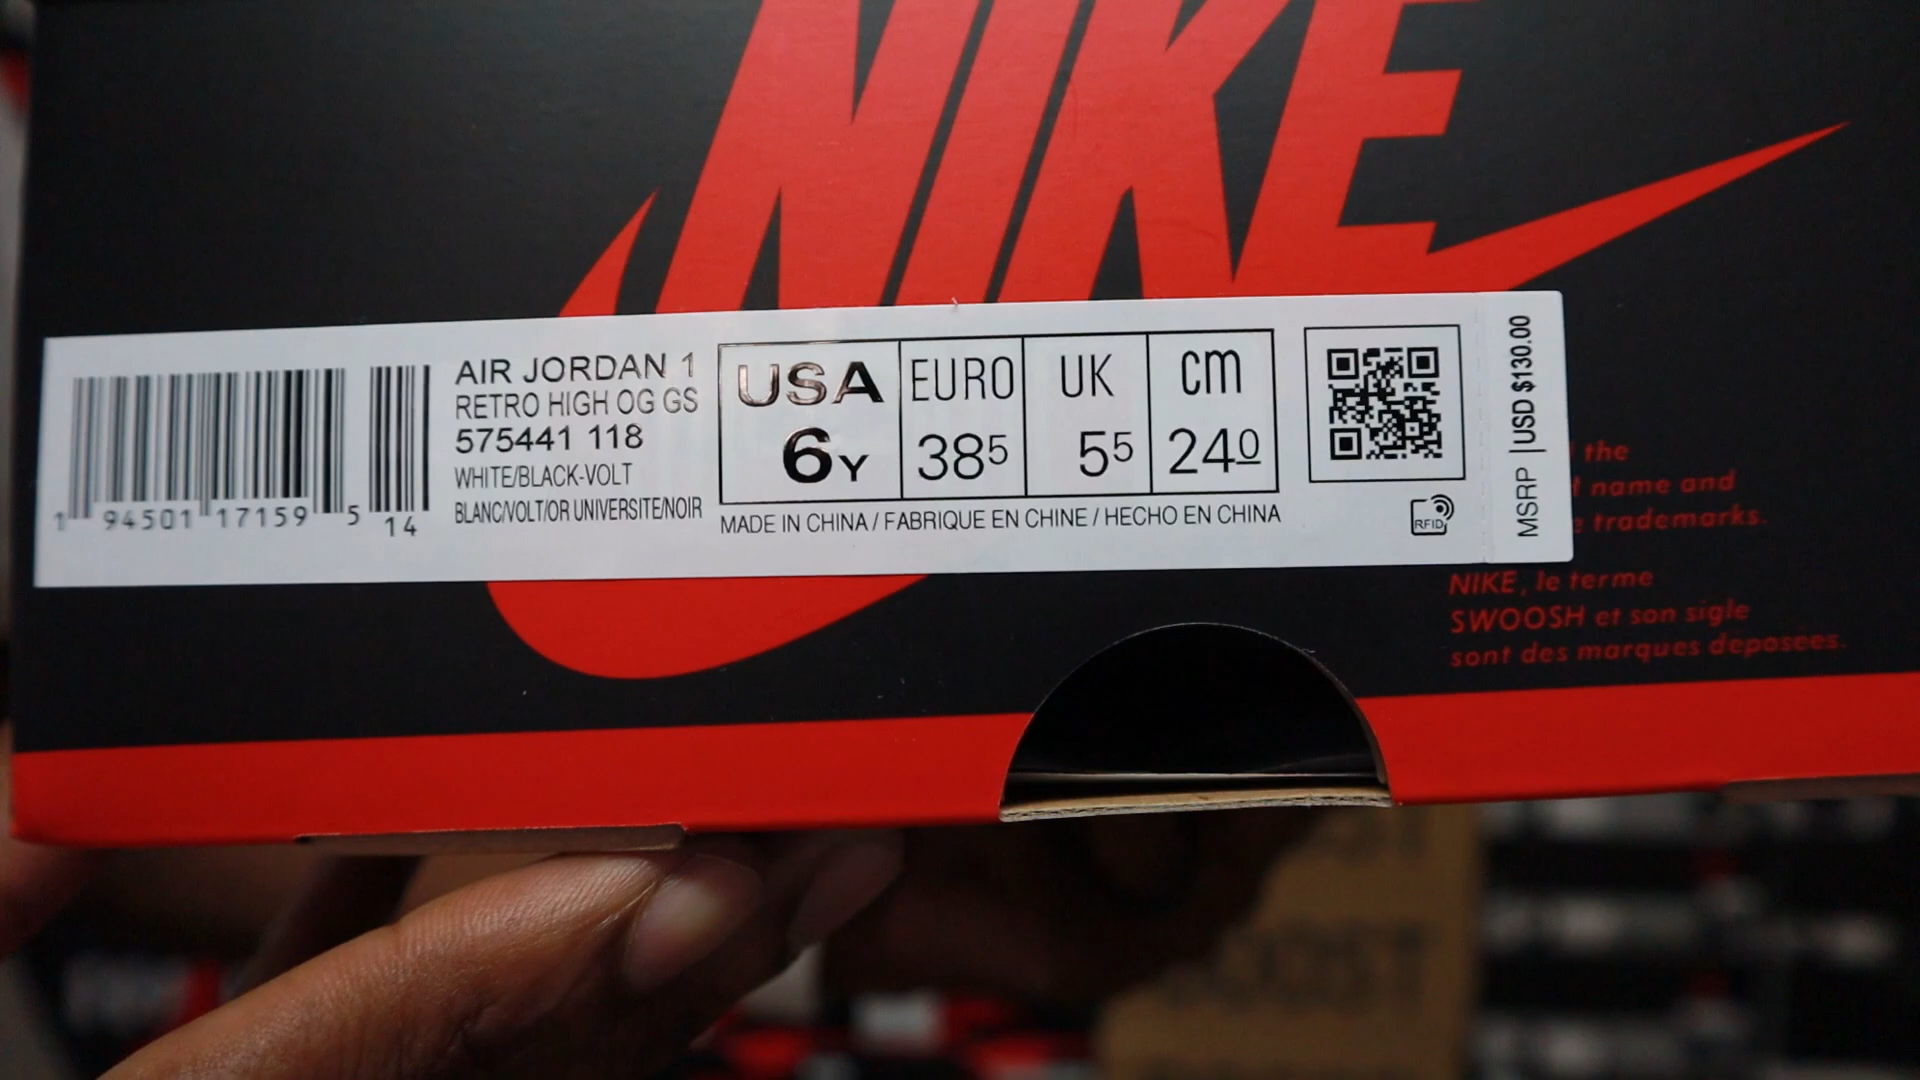 NIKE
AIR JORDAN 1
RETRO HIGH OG GS
575441 118
WHITE/BLACK-VOLT
BLANC/VOLT/OR UNIVERSITE/NOIR
1 94501 17159 5
14
USA EURO UK cm
6Y 385 55 240
MADE IN CHINA / FABRIQUE EN CHINE / HECHO EN CHINA
RFID
MSRP | USD $130.00
the
name and
trademarks.
NIKE, le terme
SWOOSH et son sigle
sont des marques deposées.